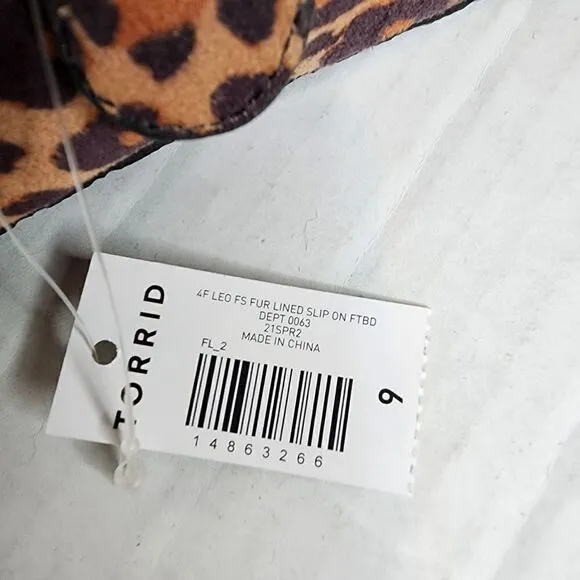 TORRID
4F LEO FS FUR LINED SLIP ON FTBD
DEPT 0063
21SPR2
MADE IN CHINA
FL_2
14863266
9